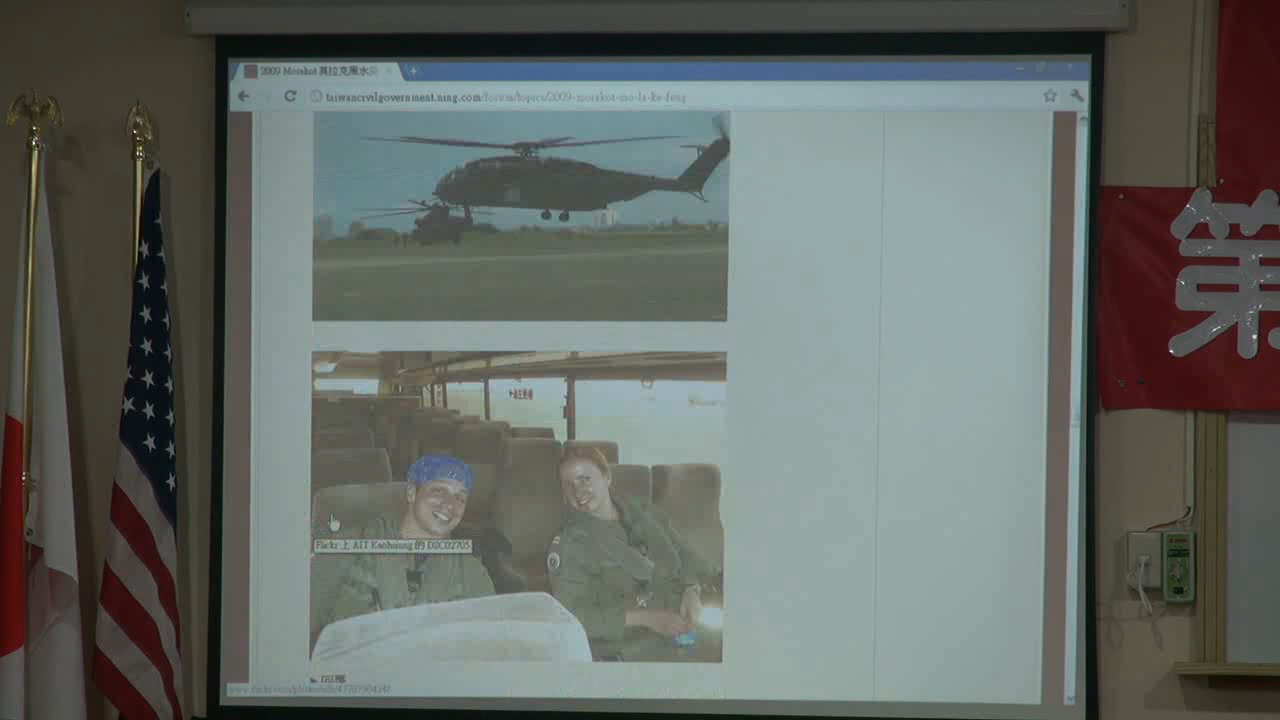 2009 Morakot 莫拉克風水災
taiwancivilgovernment.ning.com/forum/topics/2009-morakot-mo-la-ke-feng
第
Flickr 上 AIT Kaohsiung 的 DSC02705